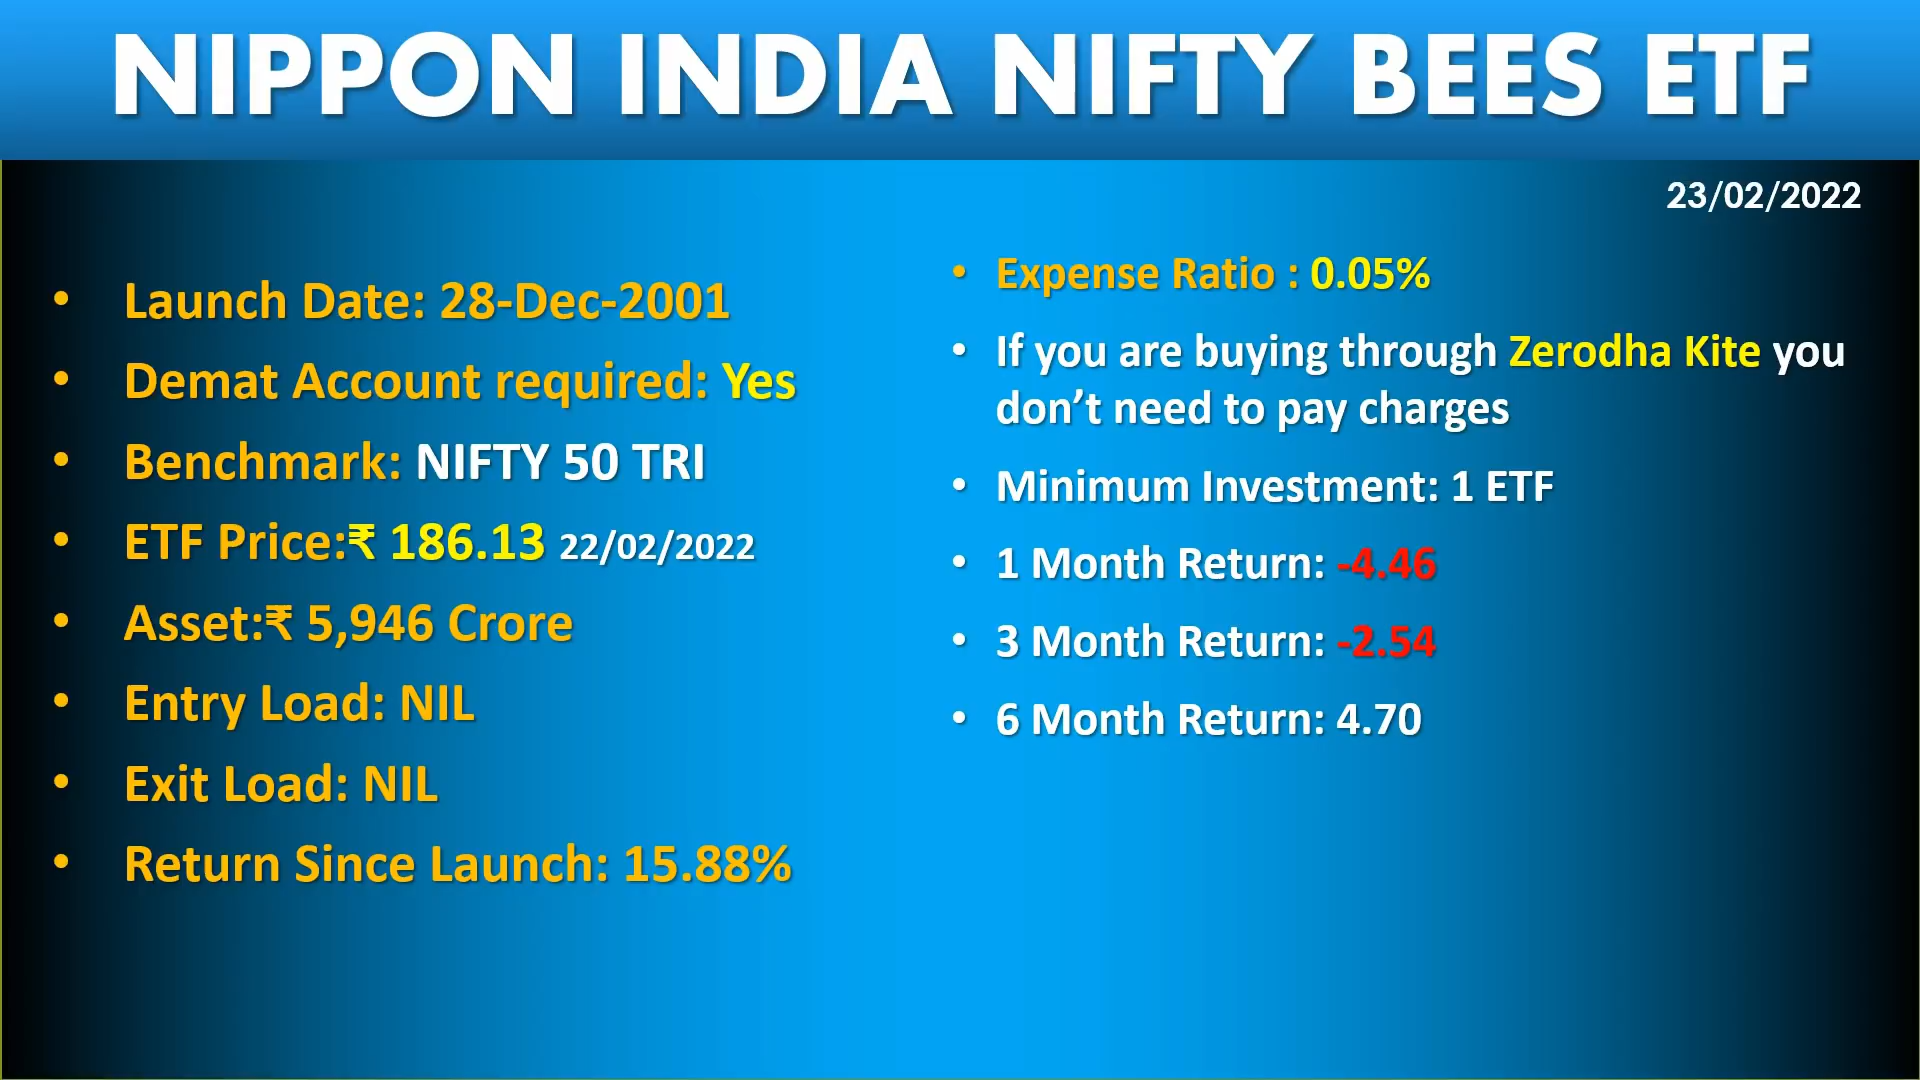 NIPPON INDIA NIFTY BEES ETF
23/02/2022
• Launch Date: 28-Dec-2001
• Demat Account required: Yes
• Benchmark: NIFTY 50 TRI
• ETF Price:₹ 186.13 22/02/2022
• Asset:₹ 5,946 Crore
• Entry Load: NIL
• Exit Load: NIL
• Return Since Launch: 15.88%
• Expense Ratio : 0.05%
• If you are buying through Zerodha Kite you
don’t need to pay charges
• Minimum Investment: 1 ETF
• 1 Month Return: -4.46
• 3 Month Return: -2.54
• 6 Month Return: 4.70